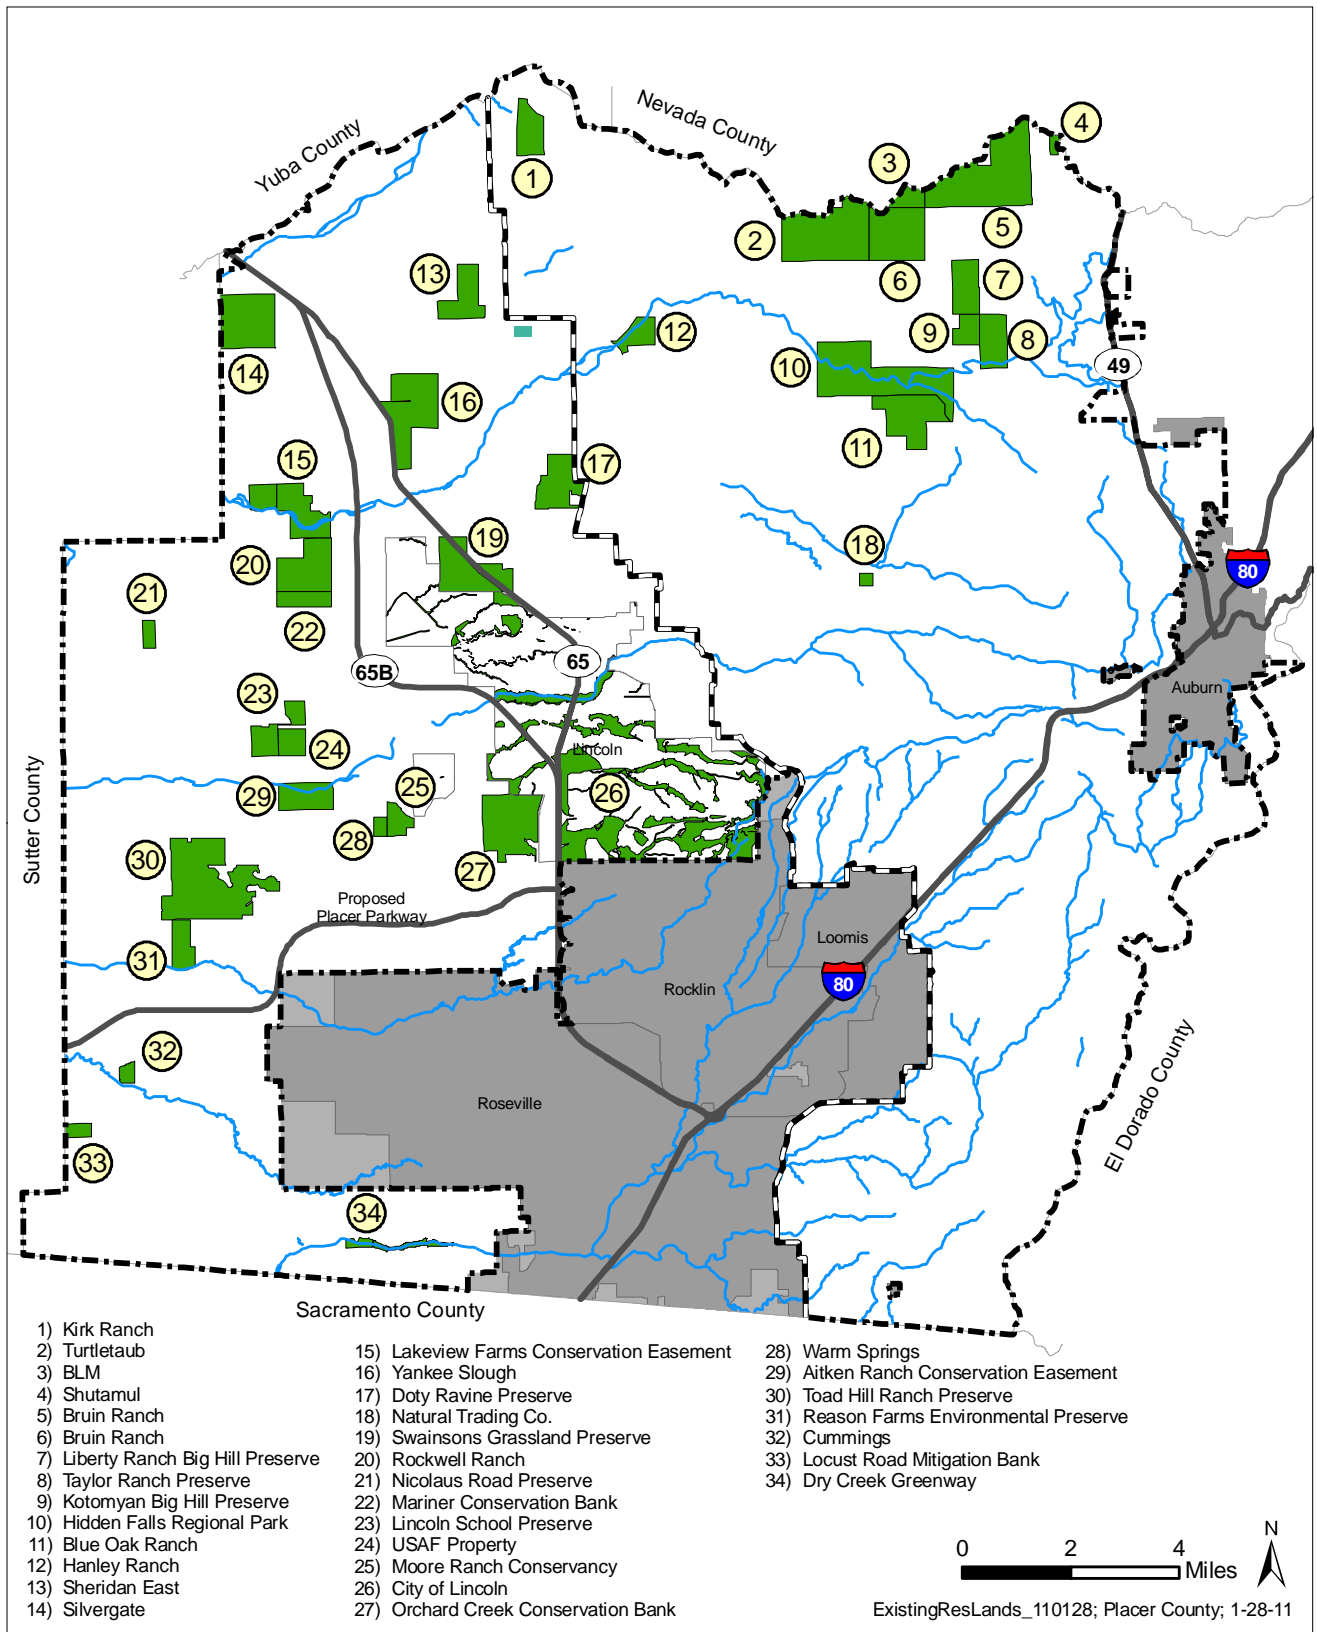 Nevada County
Yuba County
1
2
3
4
5
6
7
8
9
10
11
12
13
14
15
16
17
18
19
20
21
22
23
24
25
26
27
28
29
30
31
32
33
34
49
80
65
65B
80
Auburn
Lincoln
Sutter County
Proposed
Placer Parkway
Loomis
Rocklin
Roseville
El Dorado County
Sacramento County
1) Kirk Ranch
2) Turtletaub
3) BLM
4) Shutamul
5) Bruin Ranch
6) Bruin Ranch
7) Liberty Ranch Big Hill Preserve
8) Taylor Ranch Preserve
9) Kotomyan Big Hill Preserve
10) Hidden Falls Regional Park
11) Blue Oak Ranch
12) Hanley Ranch
13) Sheridan East
14) Silvergate
15) Lakeview Farms Conservation Easement
16) Yankee Slough
17) Doty Ravine Preserve
18) Natural Trading Co.
19) Swainsons Grassland Preserve
20) Rockwell Ranch
21) Nicolaus Road Preserve
22) Mariner Conservation Bank
23) Lincoln School Preserve
24) USAF Property
25) Moore Ranch Conservancy
26) City of Lincoln
27) Orchard Creek Conservation Bank
28) Warm Springs
29) Aitken Ranch Conservation Easement
30) Toad Hill Ranch Preserve
31) Reason Farms Environmental Preserve
32) Cummings
33) Locust Road Mitigation Bank
34) Dry Creek Greenway
0 2 4
Miles
N
ExistingResLands_110128; Placer County; 1-28-11